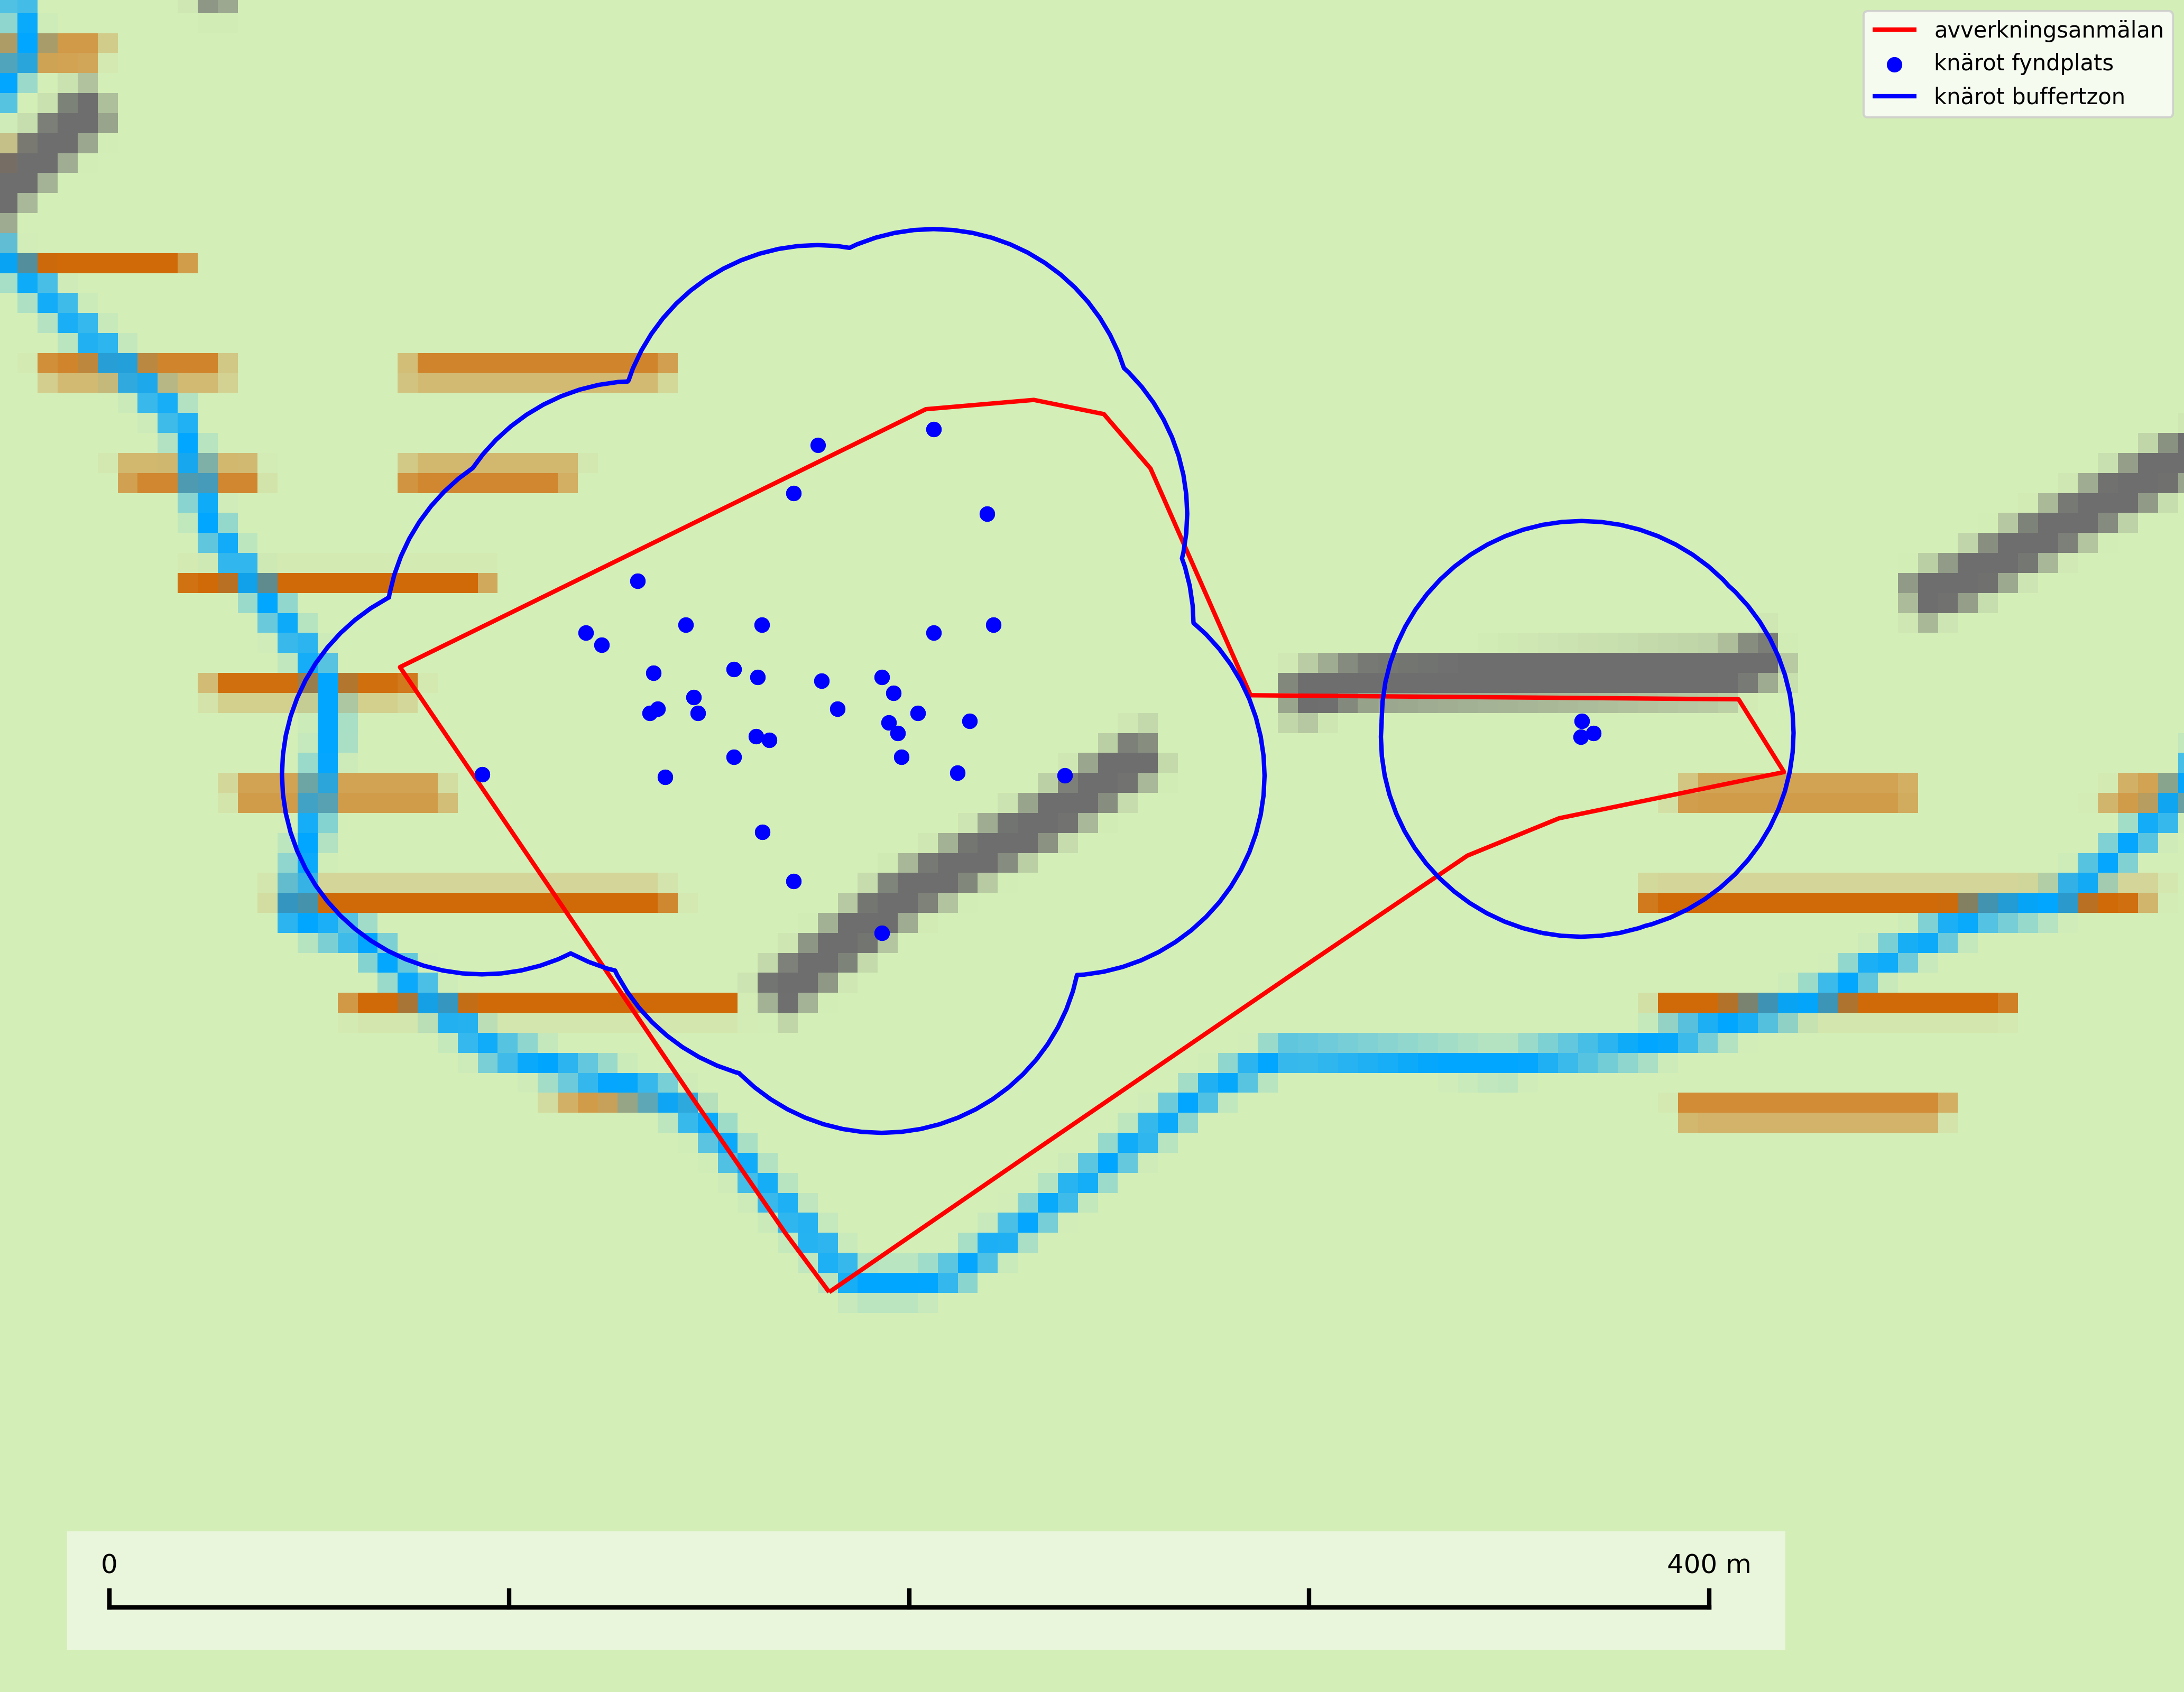 avverkningsanmälan
knärot fyndplats
knärot buffertzon
0
400 m